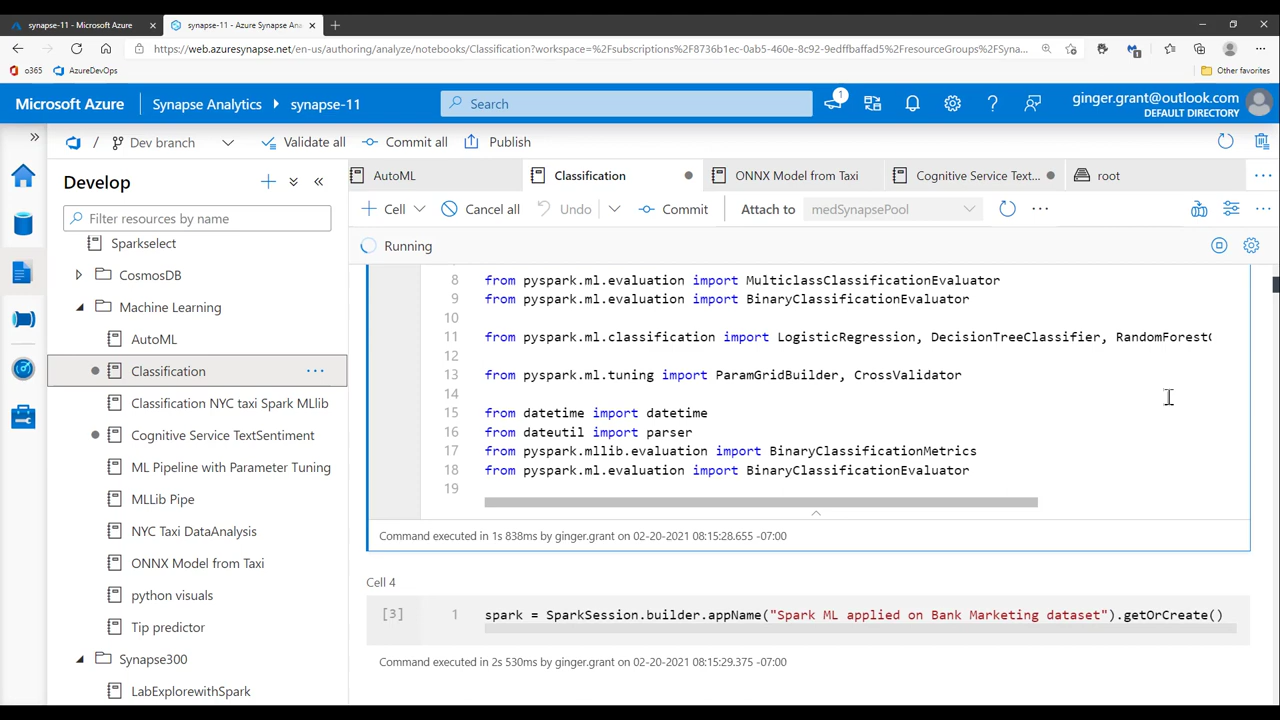 synapse-11 - Microsoft Azure
synapse-11 - Azure Synapse Ana
https://web.azuresynapse.net/en-us/authoring/analyze/notebooks/Classification?workspace=%2Fsubscriptions%2F8736b1ec-0ab5-460e-8c92-9edffbaffad5%2FresourceGroups%2FSyna...
1
o365
AzureDevOps
Other favorites
Microsoft Azure
Synapse Analytics
synapse-11
Search
1
ginger.grant@outlook.com
DEFAULT DIRECTORY
Dev branch
Validate all
Commit all
Publish
Develop
Filter resources by name
Sparkselect
CosmosDB
Machine Learning
AutoML
Classification
Classification NYC taxi Spark MLlib
Cognitive Service TextSentiment
ML Pipeline with Parameter Tuning
MLLib Pipe
NYC Taxi DataAnalysis
ONNX Model from Taxi
python visuals
Tip predictor
Synapse300
LabExplorewithSpark
AutoML
Classification
ONNX Model from Taxi
Cognitive Service Text...
root
Cell
Cancel all
Undo
Commit
Attach to
medSynapsePool
Running
8 from pyspark.ml.evaluation import MulticlassClassificationEvaluator
9 from pyspark.ml.evaluation import BinaryClassificationEvaluator
10
11 from pyspark.ml.classification import LogisticRegression, DecisionTreeClassifier, RandomForest
12
13 from pyspark.ml.tuning import ParamGridBuilder, CrossValidator
14
15 from datetime import datetime
16 from dateutil import parser
17 from pyspark.mllib.evaluation import BinaryClassificationMetrics
18 from pyspark.ml.evaluation import BinaryClassificationEvaluator
19
Command executed in 1s 838ms by ginger.grant on 02-20-2021 08:15:28.655 -07:00
Cell 4
[3] 1 spark = SparkSession.builder.appName("Spark ML applied on Bank Marketing dataset").getOrCreate()
Command executed in 2s 530ms by ginger.grant on 02-20-2021 08:15:29.375 -07:00